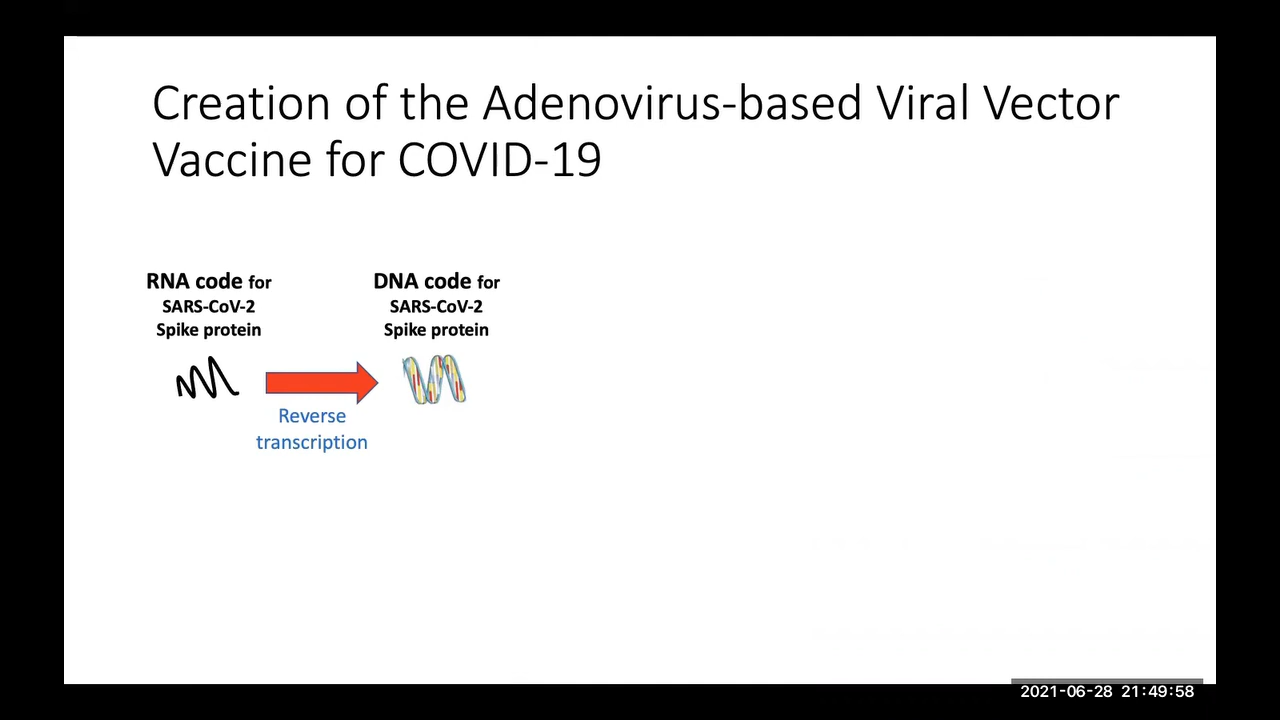 Creation of the Adenovirus-based Viral Vector
Vaccine for COVID-19
RNA code for
SARS-CoV-2
Spike protein
DNA code for
SARS-CoV-2
Spike protein
Reverse
transcription
2021-06-28 21:49:58